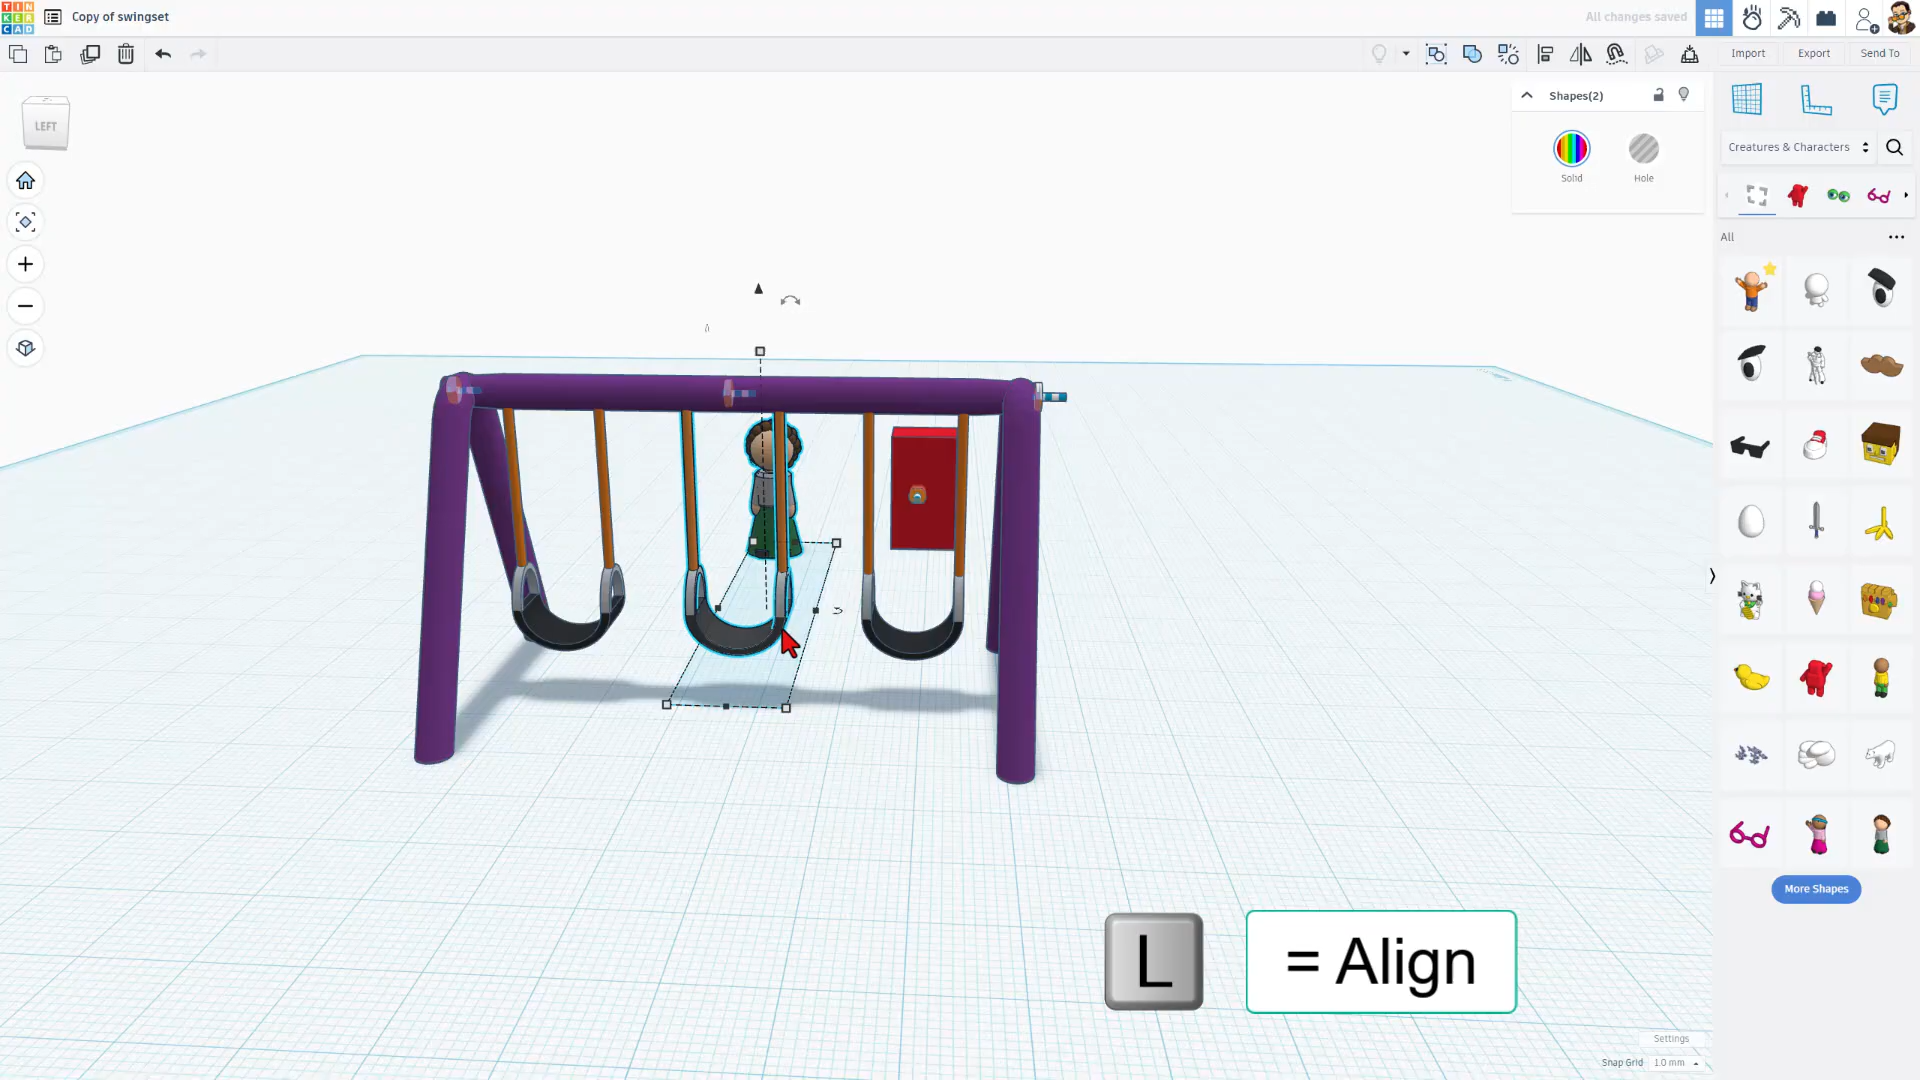 TIN
KER
CAD
Copy of swingset
All changes saved
Import
Export
Send To
LEFT
Shapes(2)
Solid
Hole
Creatures & Characters
All
More Shapes
L
= Align
Settings
Snap Grid 1.0 mm